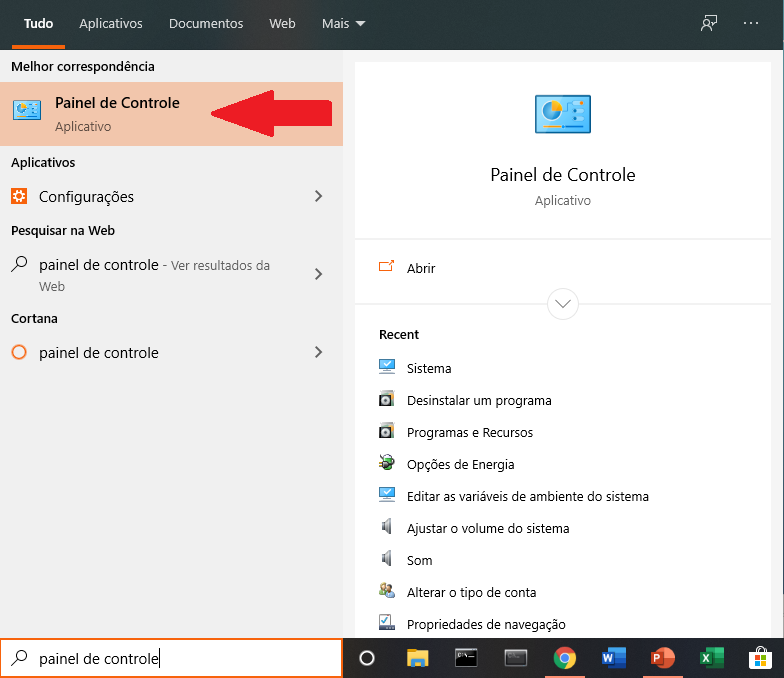 Tudo Aplicativos Documentos Web Mais
Melhor correspondência
Painel de Controle
Aplicativo
Aplicativos
Configurações
Pesquisar na Web
painel de controle - Ver resultados da
Web
Cortana
painel de controle
Painel de Controle
Aplicativo
Abrir
Recent
Sistema
Desinstalar um programa
Programas e Recursos
Opções de Energia
Editar as variáveis de ambiente do sistema
Ajustar o volume do sistema
Som
Alterar o tipo de conta
Propriedades de navegação
painel de controle